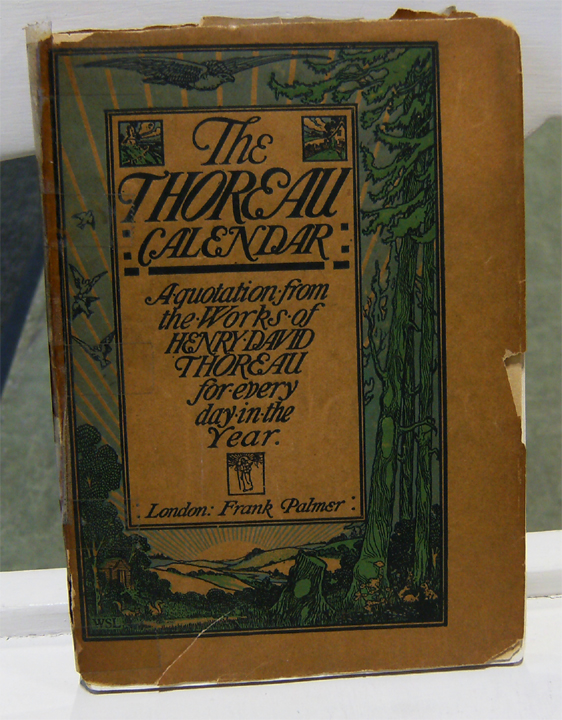 The
THOREAU
CALENDAR
A·quotation·from
the·Works·of
HENRY·DAVID
THOREAU
for·every
day·in·the
Year.
London: Frank Palmer
WSL